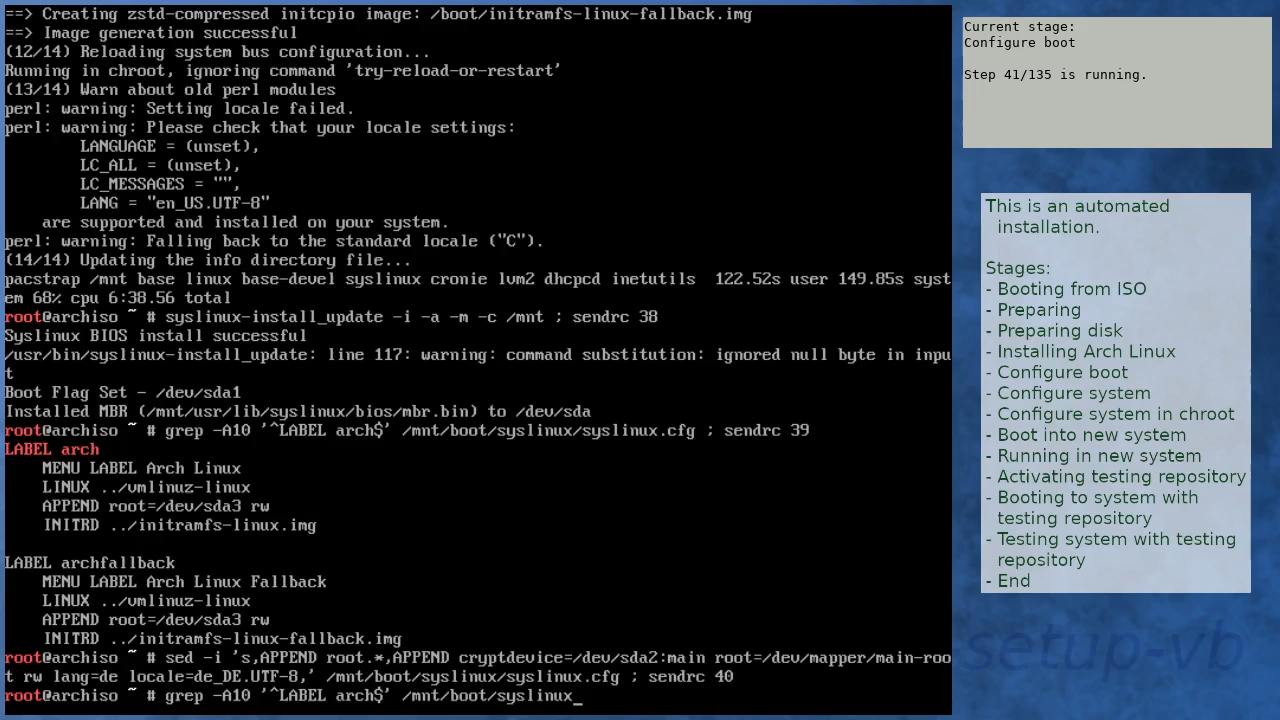 ==> Creating zstd-compressed initcpio image: /boot/initramfs-linux-fallback.img
==> Image generation successful
(12/14) Reloading system bus configuration...
Running in chroot, ignoring command 'try-reload-or-restart'
(13/14) Warn about old perl modules
perl: warning: Setting locale failed.
perl: warning: Please check that your locale settings:
        LANGUAGE = (unset),
        LC_ALL = (unset),
        LC_MESSAGES = "",
        LANG = "en_US.UTF-8"
    are supported and installed on your system.
perl: warning: Falling back to the standard locale ("C").
(14/14) Updating the info directory file...
pacstrap /mnt base linux base-devel syslinux cronie lvm2 dhcpcd inetutils  122.52s user 149.85s syst
em 68% cpu 6:38.56 total
root@archiso ~ # syslinux-install_update -i -a -m -c /mnt ; sendrc 38
Syslinux BIOS install successful
/usr/bin/syslinux-install_update: line 117: warning: command substitution: ignored null byte in inpu
t
Boot Flag Set - /dev/sda1
Installed MBR (/mnt/usr/lib/syslinux/bios/mbr.bin) to /dev/sda
root@archiso ~ # grep -A10 '^LABEL arch$' /mnt/boot/syslinux/syslinux.cfg ; sendrc 39
LABEL arch
    MENU LABEL Arch Linux
    LINUX ../vmlinuz-linux
    APPEND root=/dev/sda3 rw
    INITRD ../initramfs-linux.img

LABEL archfallback
    MENU LABEL Arch Linux Fallback
    LINUX ../vmlinuz-linux
    APPEND root=/dev/sda3 rw
    INITRD ../initramfs-linux-fallback.img
root@archiso ~ # sed -i 's,APPEND root.*,APPEND cryptdevice=/dev/sda2:main root=/dev/mapper/main-roo
t rw lang=de locale=de_DE.UTF-8,' /mnt/boot/syslinux/syslinux.cfg ; sendrc 40
root@archiso ~ # grep -A10 '^LABEL arch$' /mnt/boot/syslinux_
Current stage:
Configure boot
Step 41/135 is running.
This is an automated
installation.
Stages:
- Booting from ISO
- Preparing
- Preparing disk
- Installing Arch Linux
- Configure boot
- Configure system
- Configure system in chroot
- Boot into new system
- Running in new system
- Activating testing repository
- Booting to system with
testing repository
- Testing system with testing
repository
- End
setup-vb